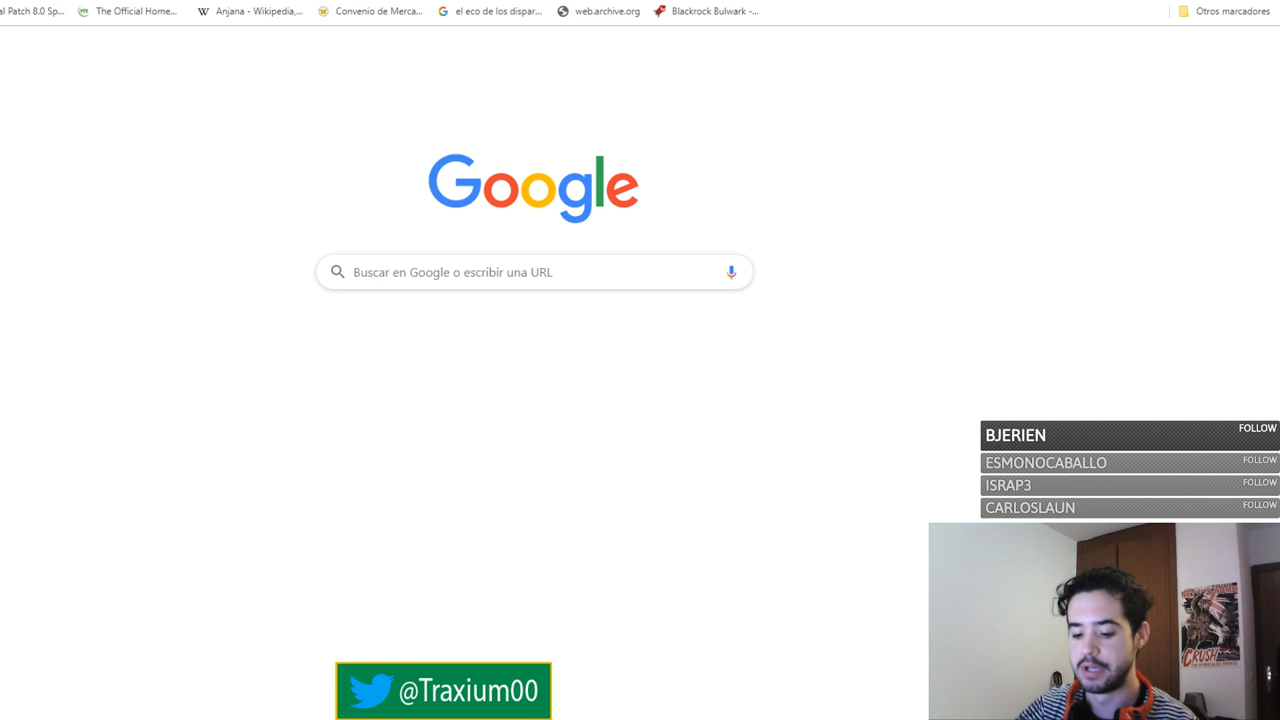 al Patch 8.0 Sp... The Official Home... Anjana - Wikipedia,... Convenio de Merca... el eco de los dispar... web.archive.org Blackrock Bulwark -... Otros marcadores
Google
Buscar en Google o escribir una URL
BJERIEN FOLLOW
ESMONOCABALLO FOLLOW
ISRAP3 FOLLOW
CARLOSLAUN FOLLOW
CRUSH
@Traxium00